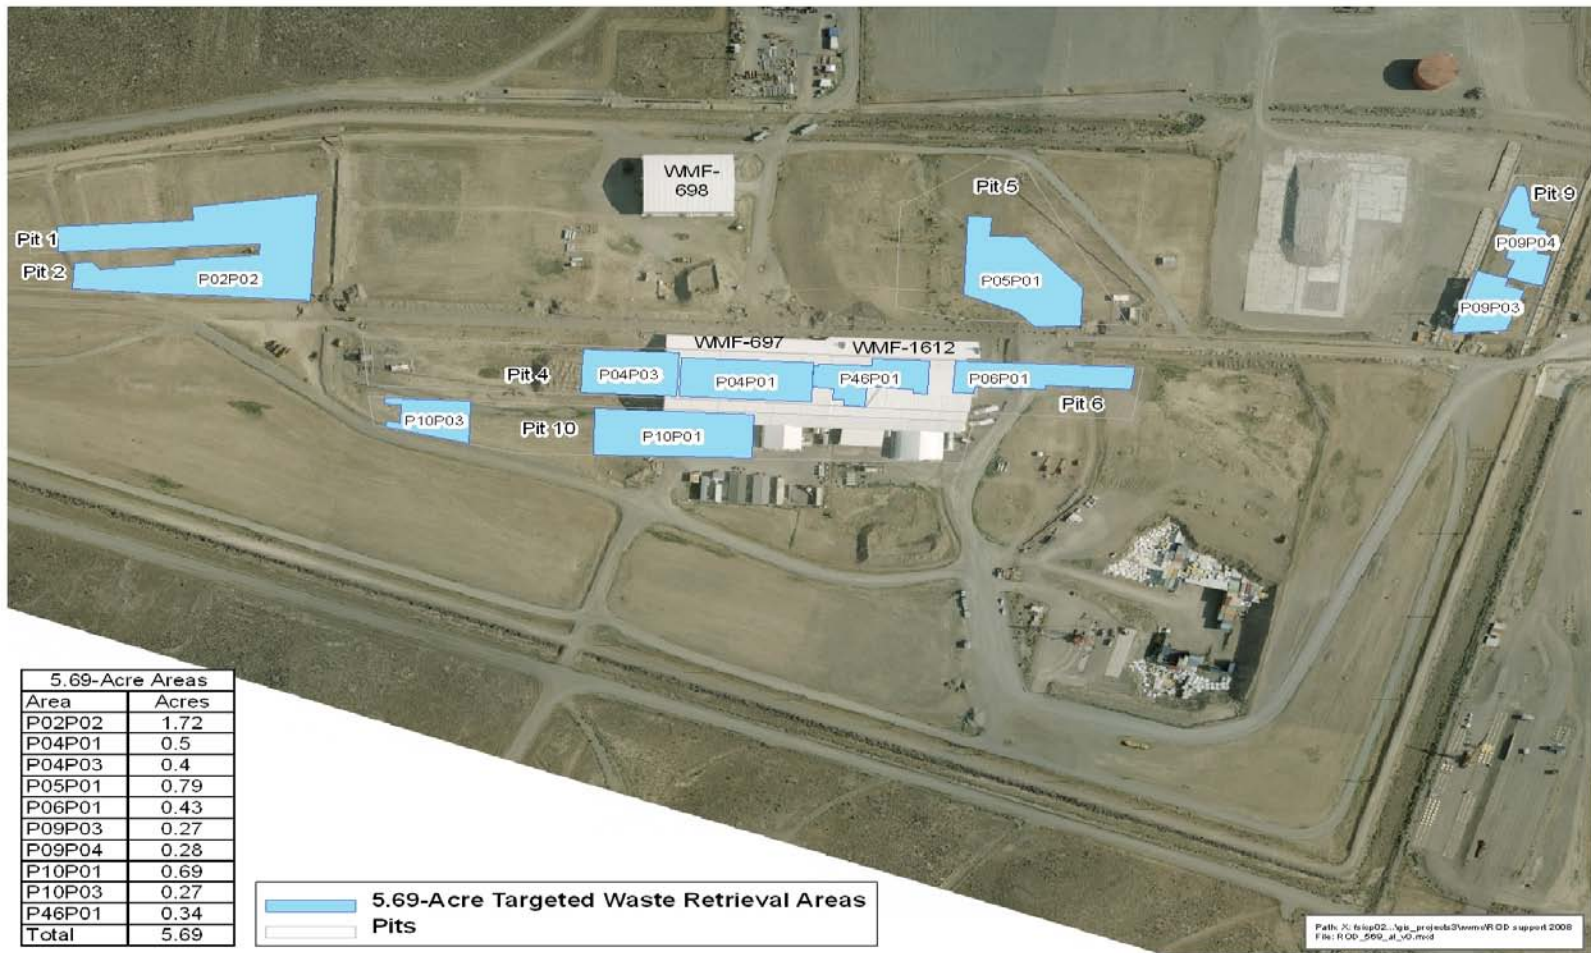 WMF-
698
Pit 5
Pit 9
Pit 1
Pit 2
P02P02
P05P01
P09P04
P09P03
WMF-697
WMF-1612
Pit 4
P04P03
P04P01
P46P01
P06P01
Pit 6
P10P03
Pit 10
P10P01
5.69-Acre Areas
Area Acres
P02P02 1.72
P04P01 0.5
P04P03 0.4
P05P01 0.79
P06P01 0.43
P09P03 0.27
P09P04 0.28
P10P01 0.69
P10P03 0.27
P46P01 0.34
Total 5.69
5.69-Acre Targeted Waste Retrieval Areas
Pits
Path: X: support 2008
File: